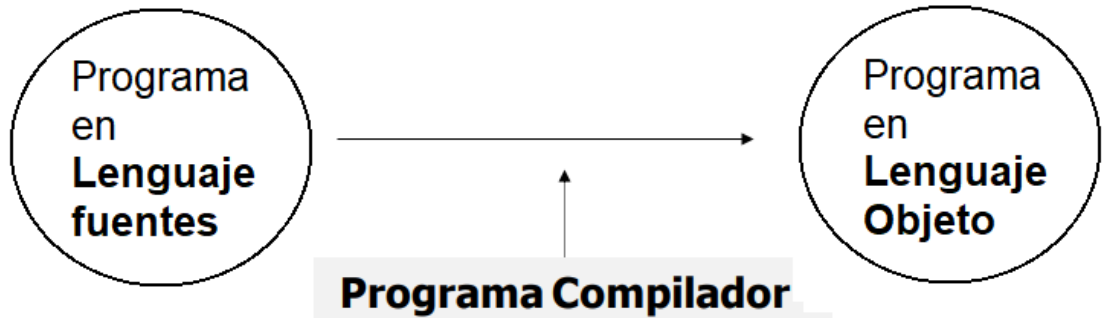 Programa
en
Lenguaje
fuentes
Programa
en
Lenguaje
Objeto
Programa Compilador